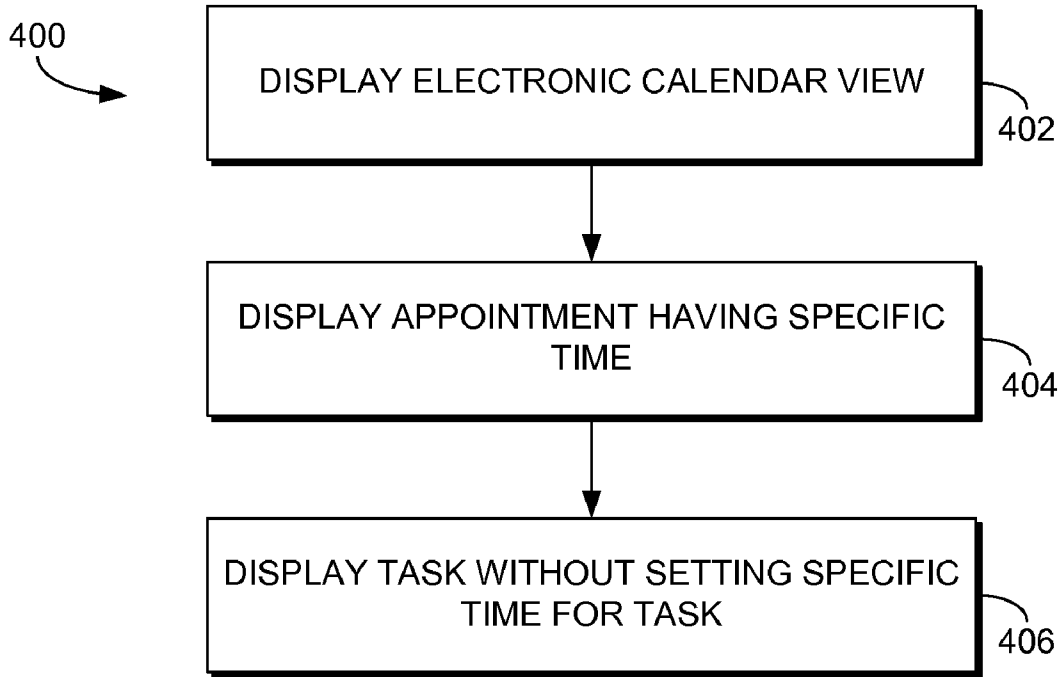 400
DISPLAY ELECTRONIC CALENDAR VIEW
402
DISPLAY APPOINTMENT HAVING SPECIFIC
TIME
404
DISPLAY TASK WITHOUT SETTING SPECIFIC
TIME FOR TASK
406